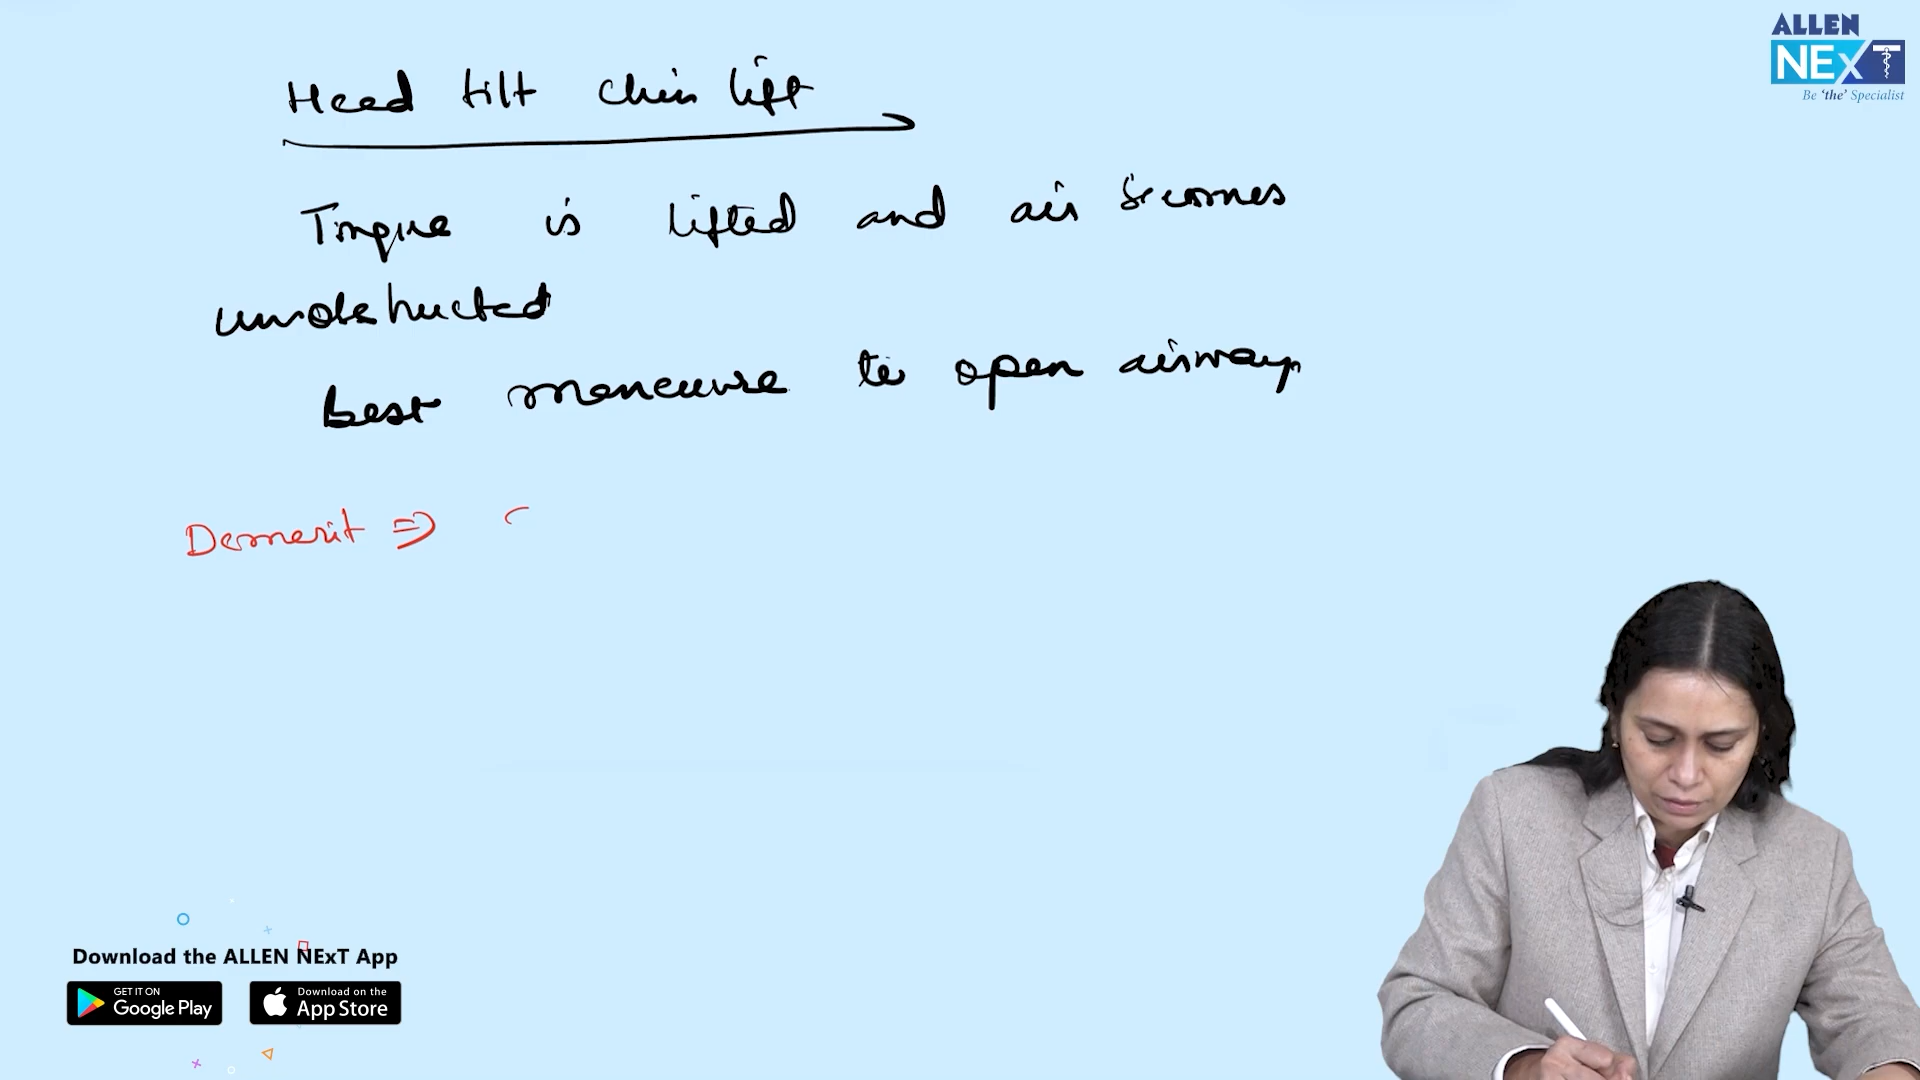 ALLEN
NExT
Be 'the' Specialist
Head tilt chin lift
Tongue is lifted and air becomes
unobstructed
Best maneuvre to open airway
Demerit ⇒
Download the ALLEN NExT App
GET IT ON
Google Play
Download on the
App Store